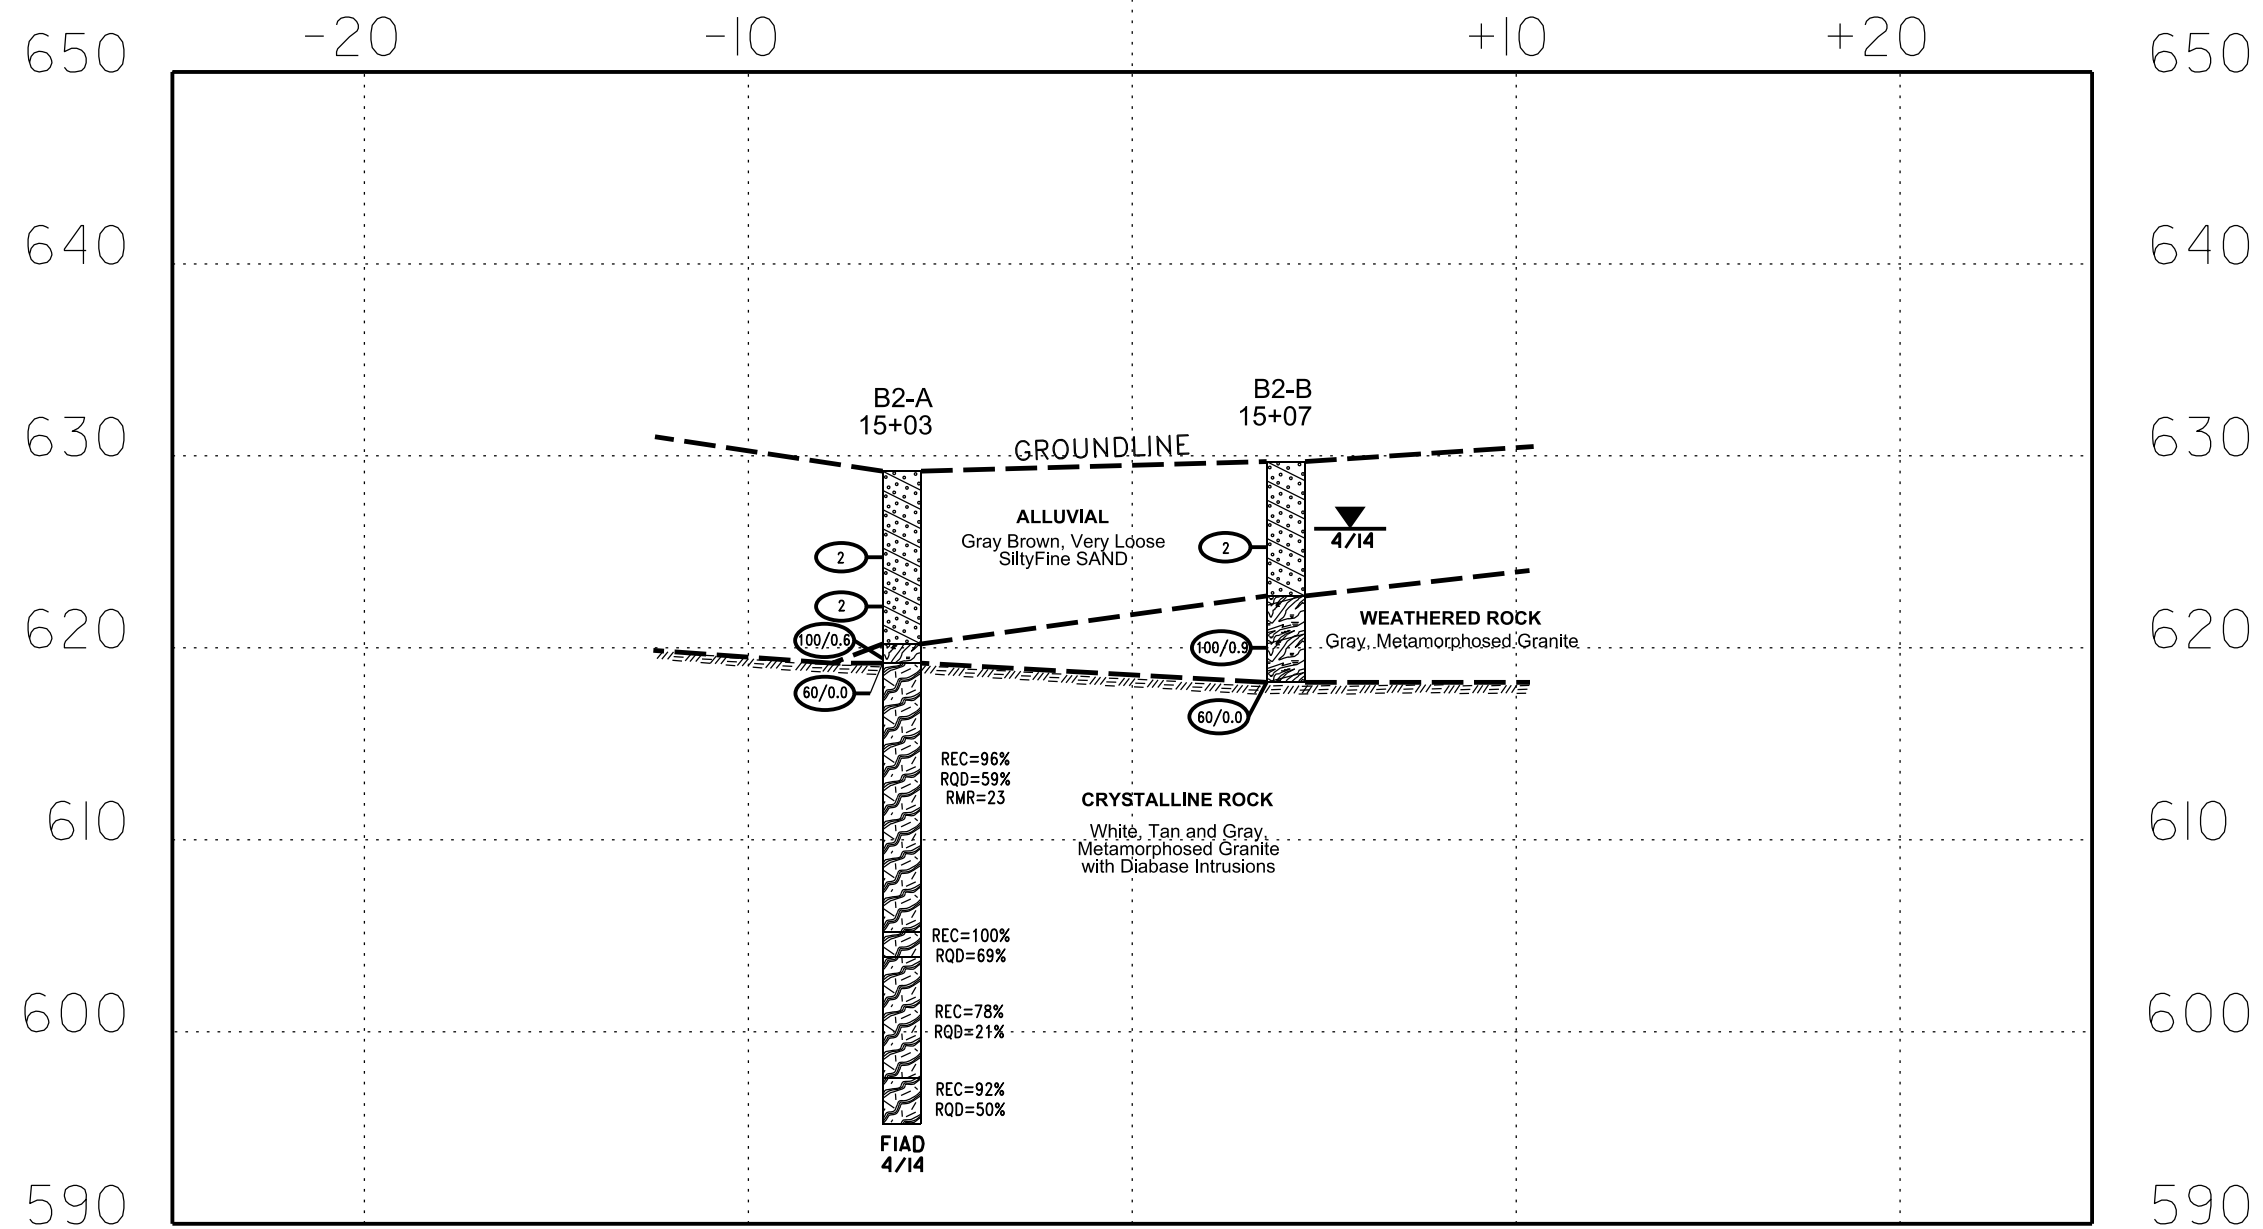 -20 -10 +10 +20
650 650
640 640
630 630
620 620
610 610
600 600
590 590
B2-A
15+03
B2-B
15+07
GROUNDLINE
ALLUVIAL
Gray Brown, Very Loose
SiltyFine SAND
2
2
100/0.6
60/0.0
2
4/14
100/0.9
60/0.0
WEATHERED ROCK
Gray, Metamorphosed Granite
REC=96%
RQD=59%
RMR=23
CRYSTALLINE ROCK
White, Tan and Gray,
Metamorphosed Granite
with Diabase Intrusions
REC=100%
RQD=69%
REC=78%
RQD=21%
REC=92%
RQD=50%
FIAD
4/14